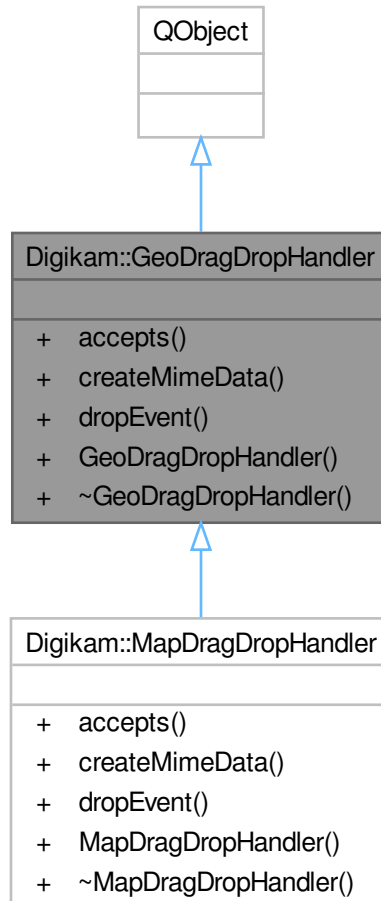 QObject
Digikam::GeoDragDropHandler
+ accepts()
+ createMimeData()
+ dropEvent()
+ GeoDragDropHandler()
+ ~GeoDragDropHandler()
Digikam::MapDragDropHandler
+ accepts()
+ createMimeData()
+ dropEvent()
+ MapDragDropHandler()
+ ~MapDragDropHandler()